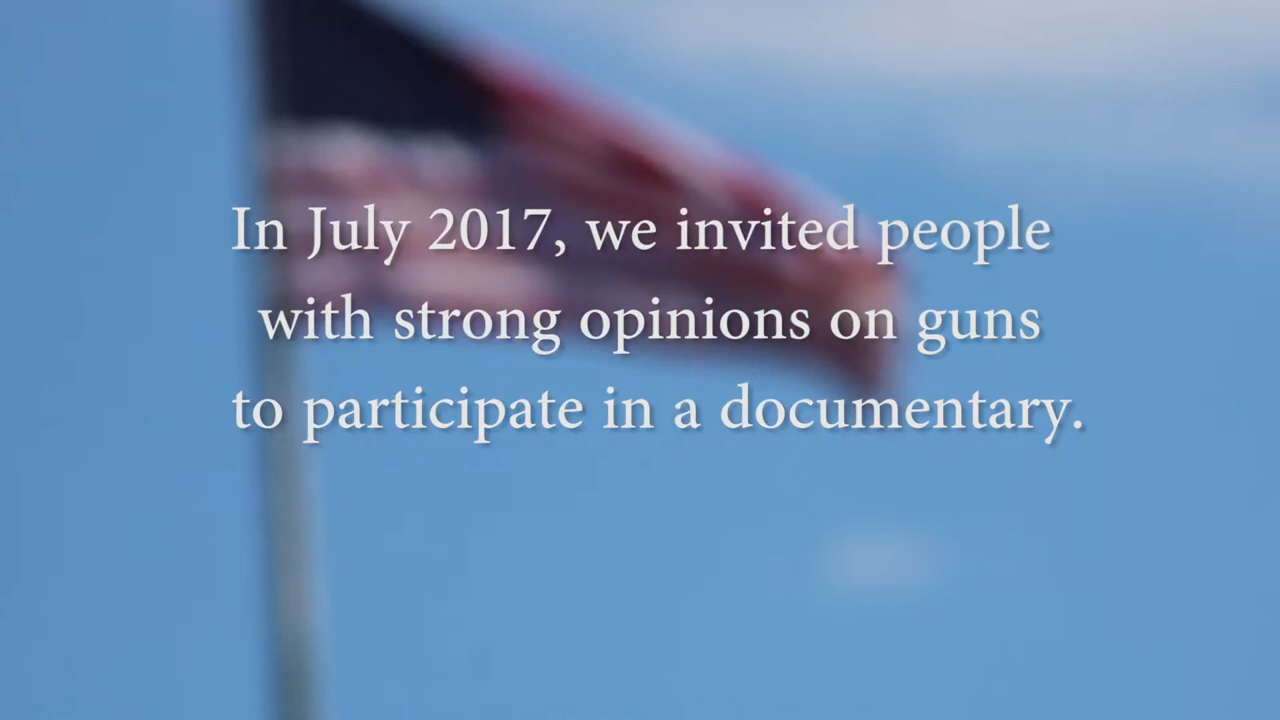 In July 2017, we invited people
with strong opinions on guns
to participate in a documentary.